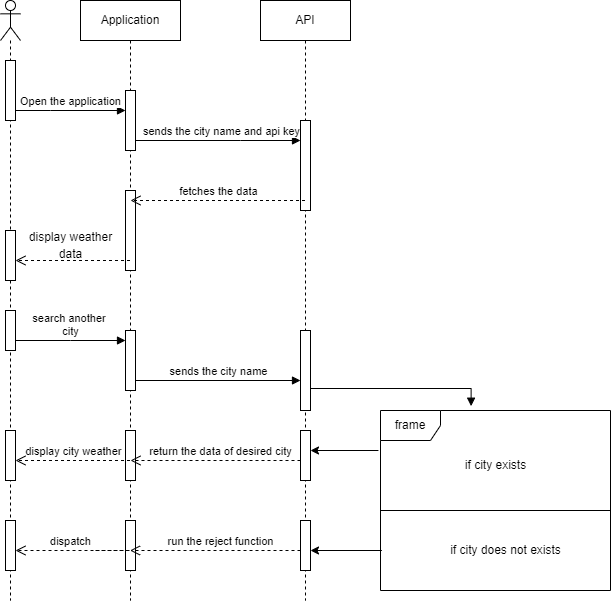 Application
API
Open the application
sends the city name and api key
fetches the data
display weather
data
search another
city
sends the city name
frame
if city exists
display city weather
return the data of desired city
dispatch
run the reject function
if city does not exists